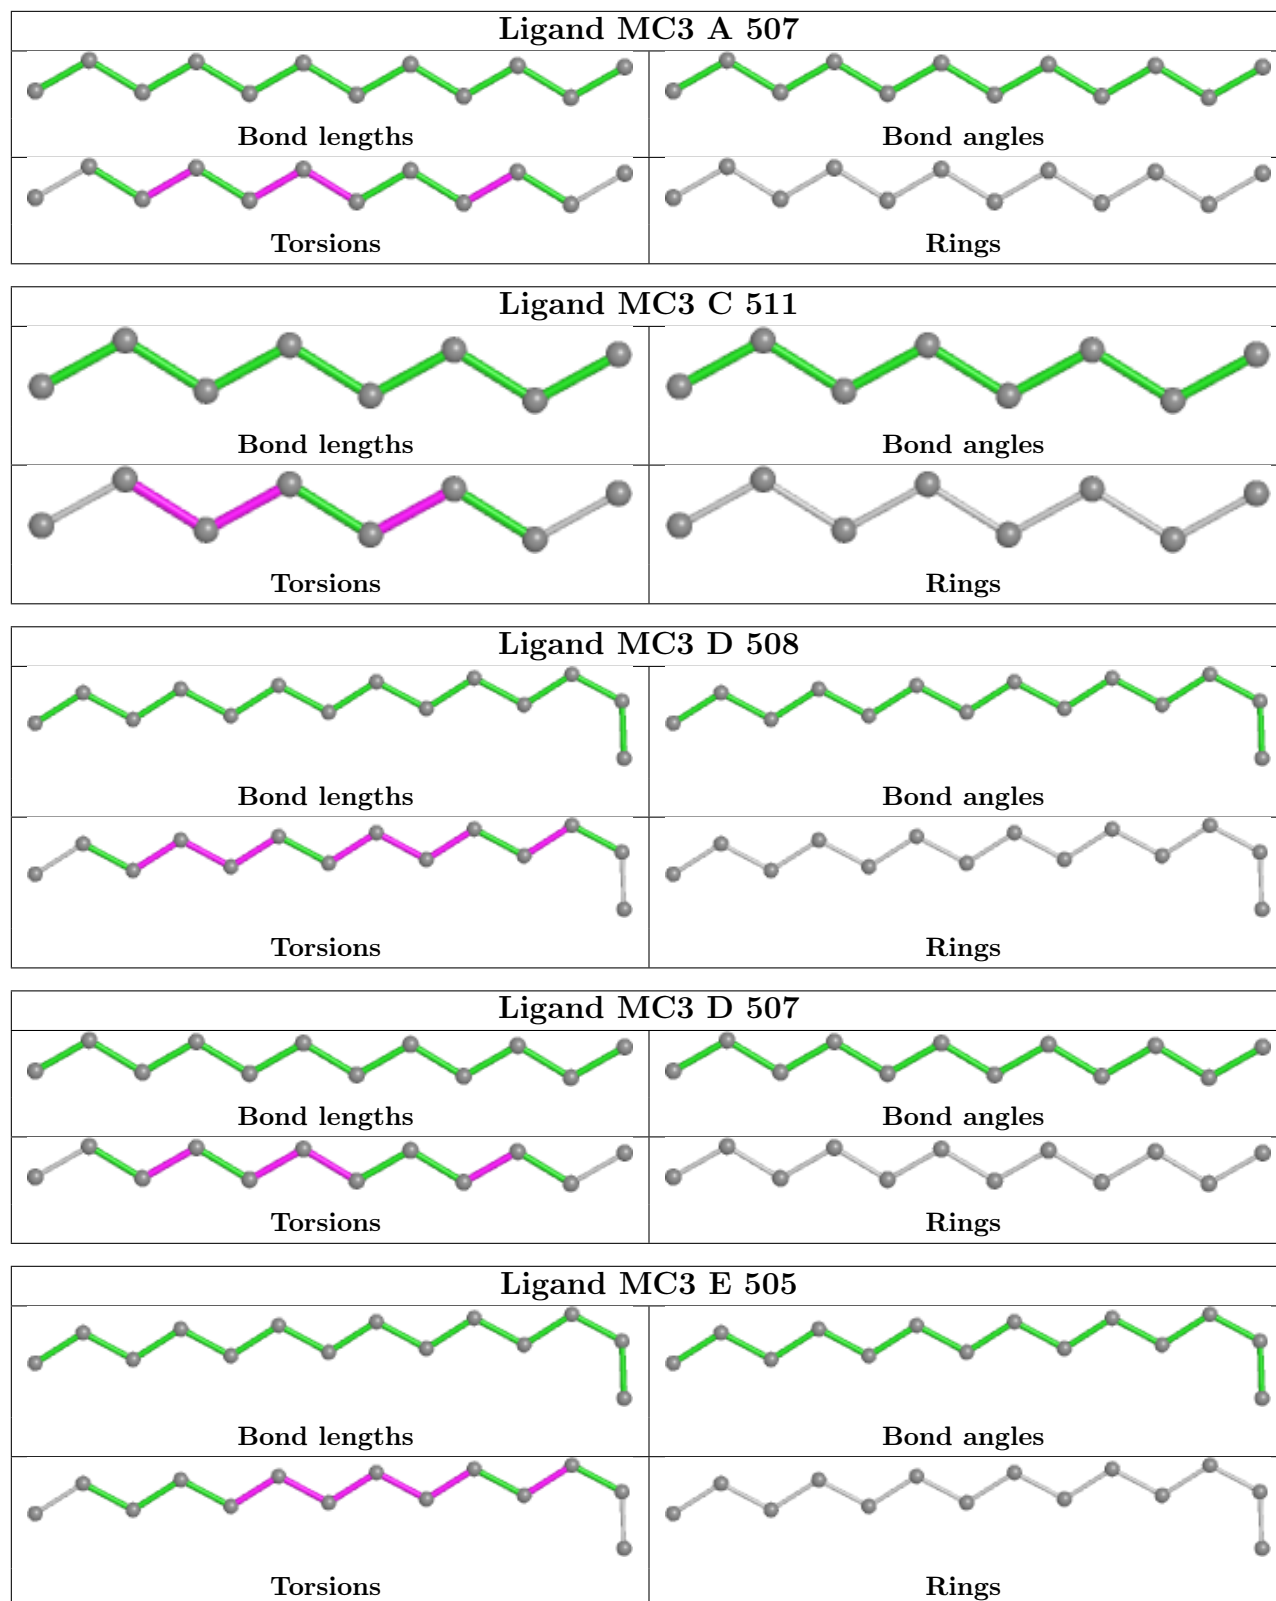 Ligand MC3 A 507
Bond lengths
Bond angles
Torsions
Rings
Ligand MC3 C 511
Bond lengths
Bond angles
Torsions
Rings
Ligand MC3 D 508
Bond lengths
Bond angles
Torsions
Rings
Ligand MC3 D 507
Bond lengths
Bond angles
Torsions
Rings
Ligand MC3 E 505
Bond lengths
Bond angles
Torsions
Rings